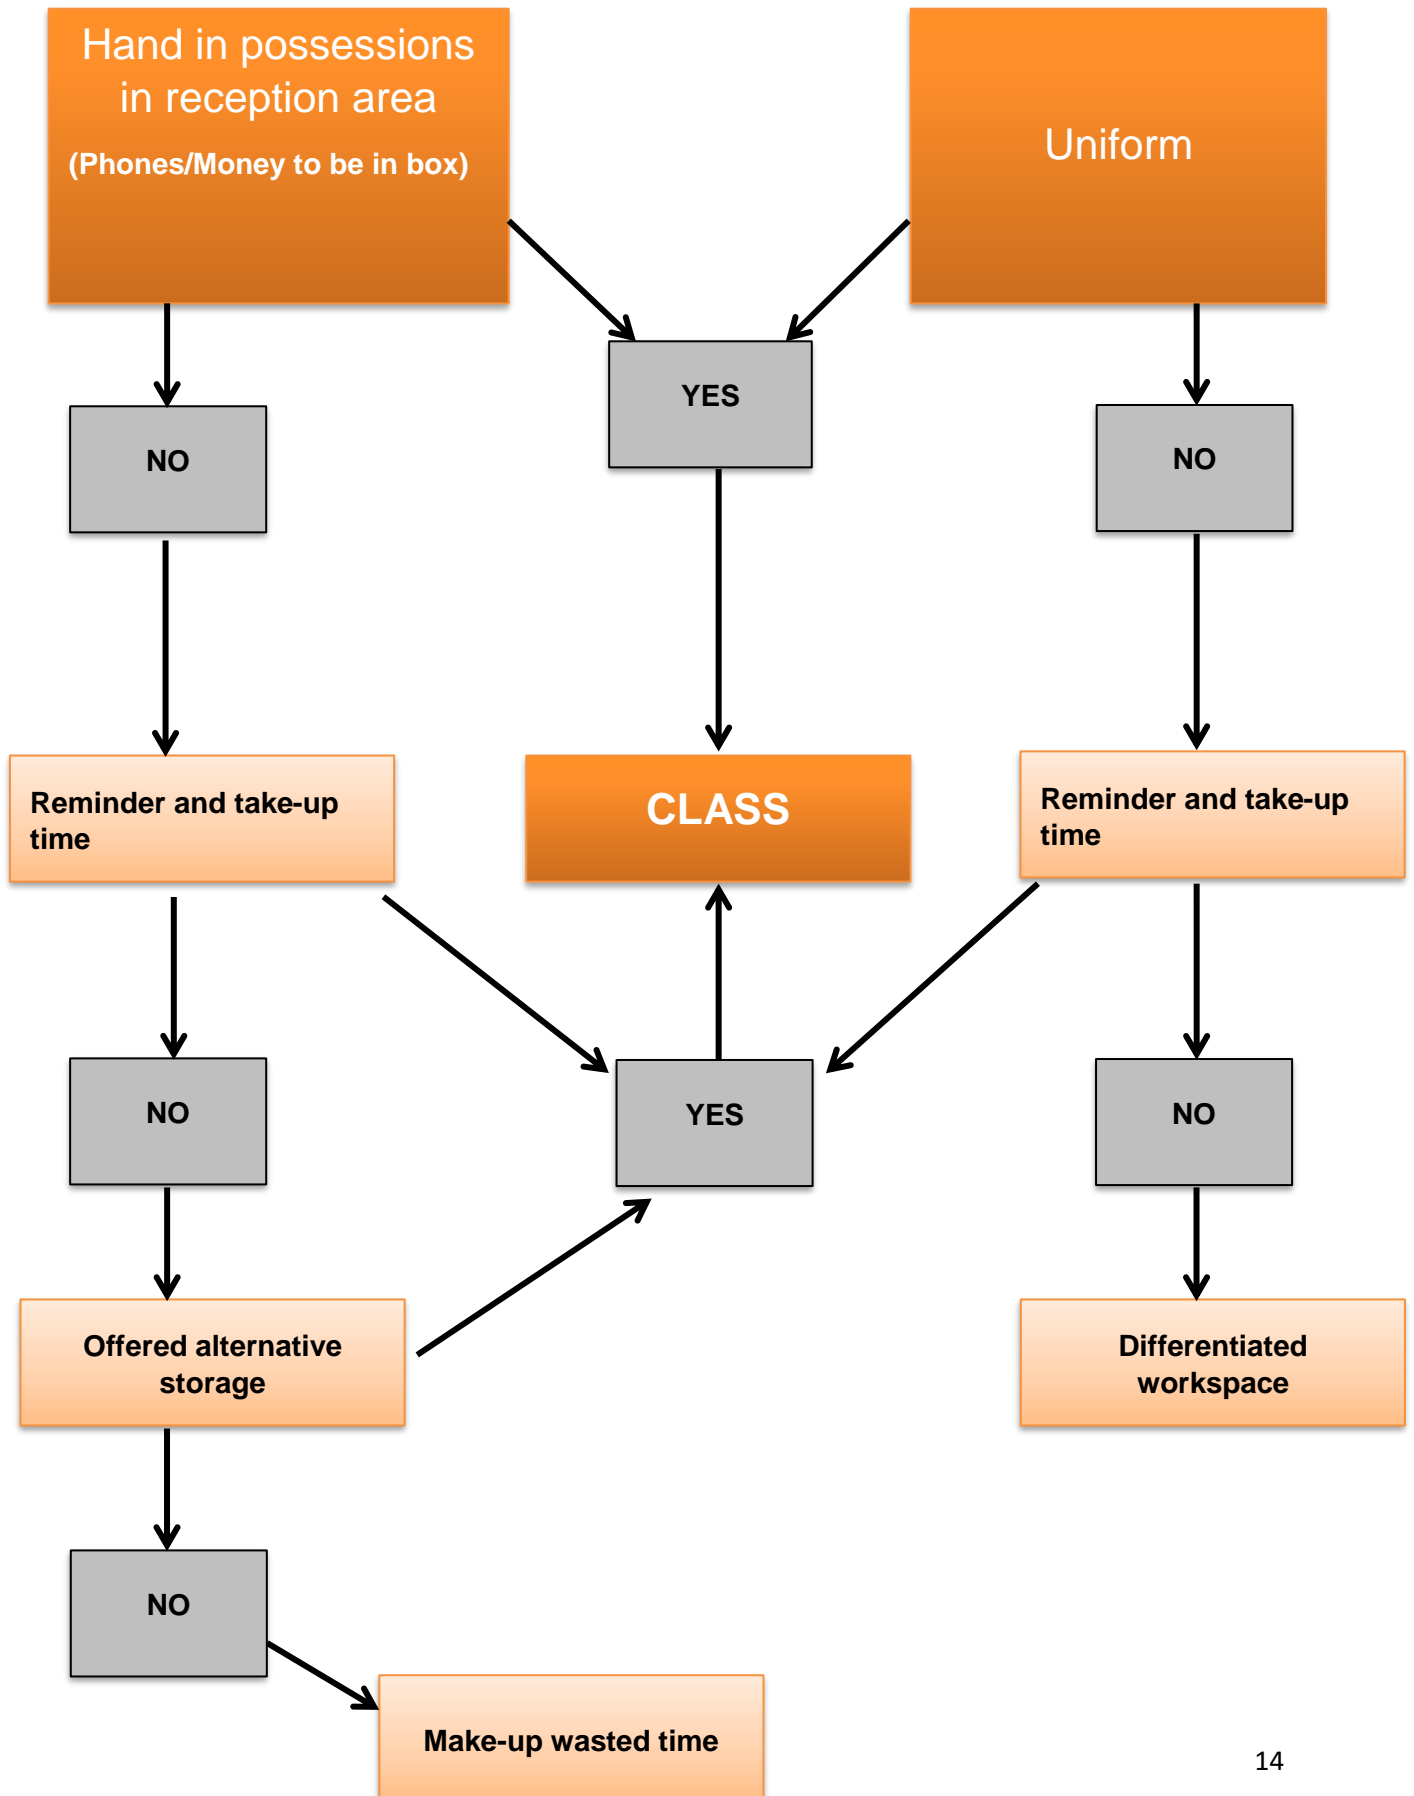 Hand in possessions
in reception area
(Phones/Money to be in box)
Uniform
YES
NO
NO
Reminder and take-up
time
CLASS
Reminder and take-up
time
NO
YES
NO
Offered alternative
storage
Differentiated
workspace
NO
Make-up wasted time
14